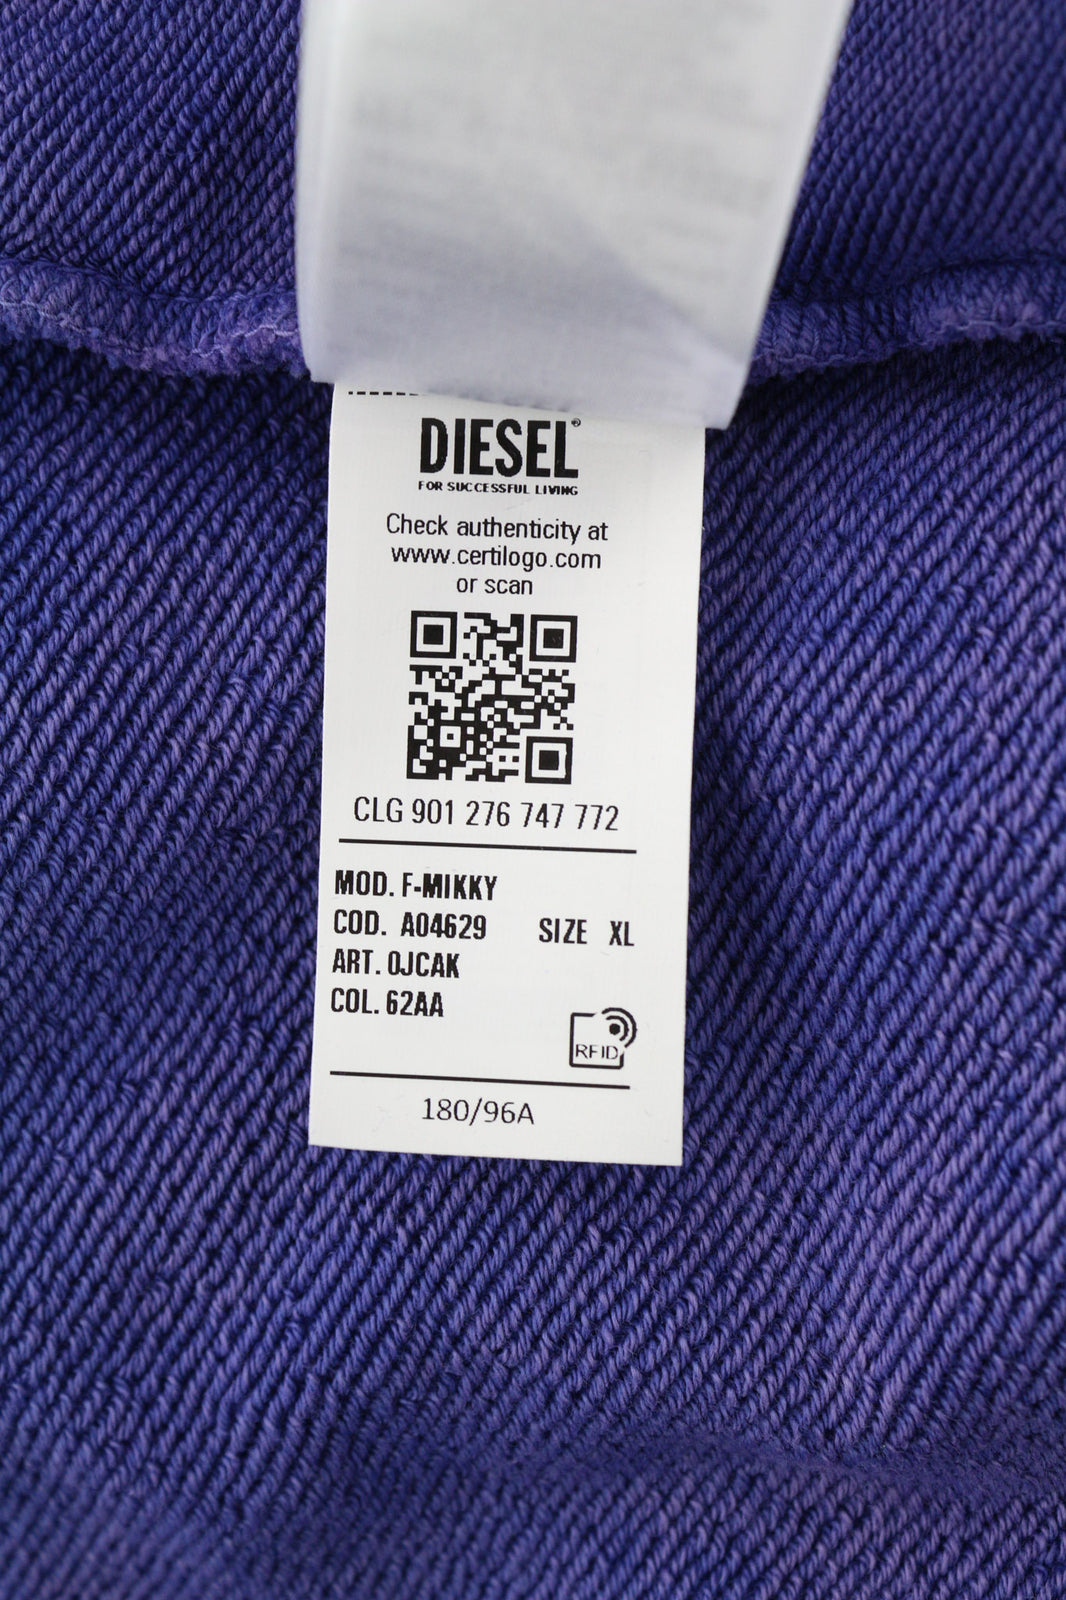 DIESEL®
FOR SUCCESSFUL LIVING
Check authenticity at
www.certilogo.com
or scan
CLG 901 276 747 772
MOD. F-MIKKY
COD. A04629 SIZE XL
ART. 0JCAK
COL. 62AA
RFID
180/96A